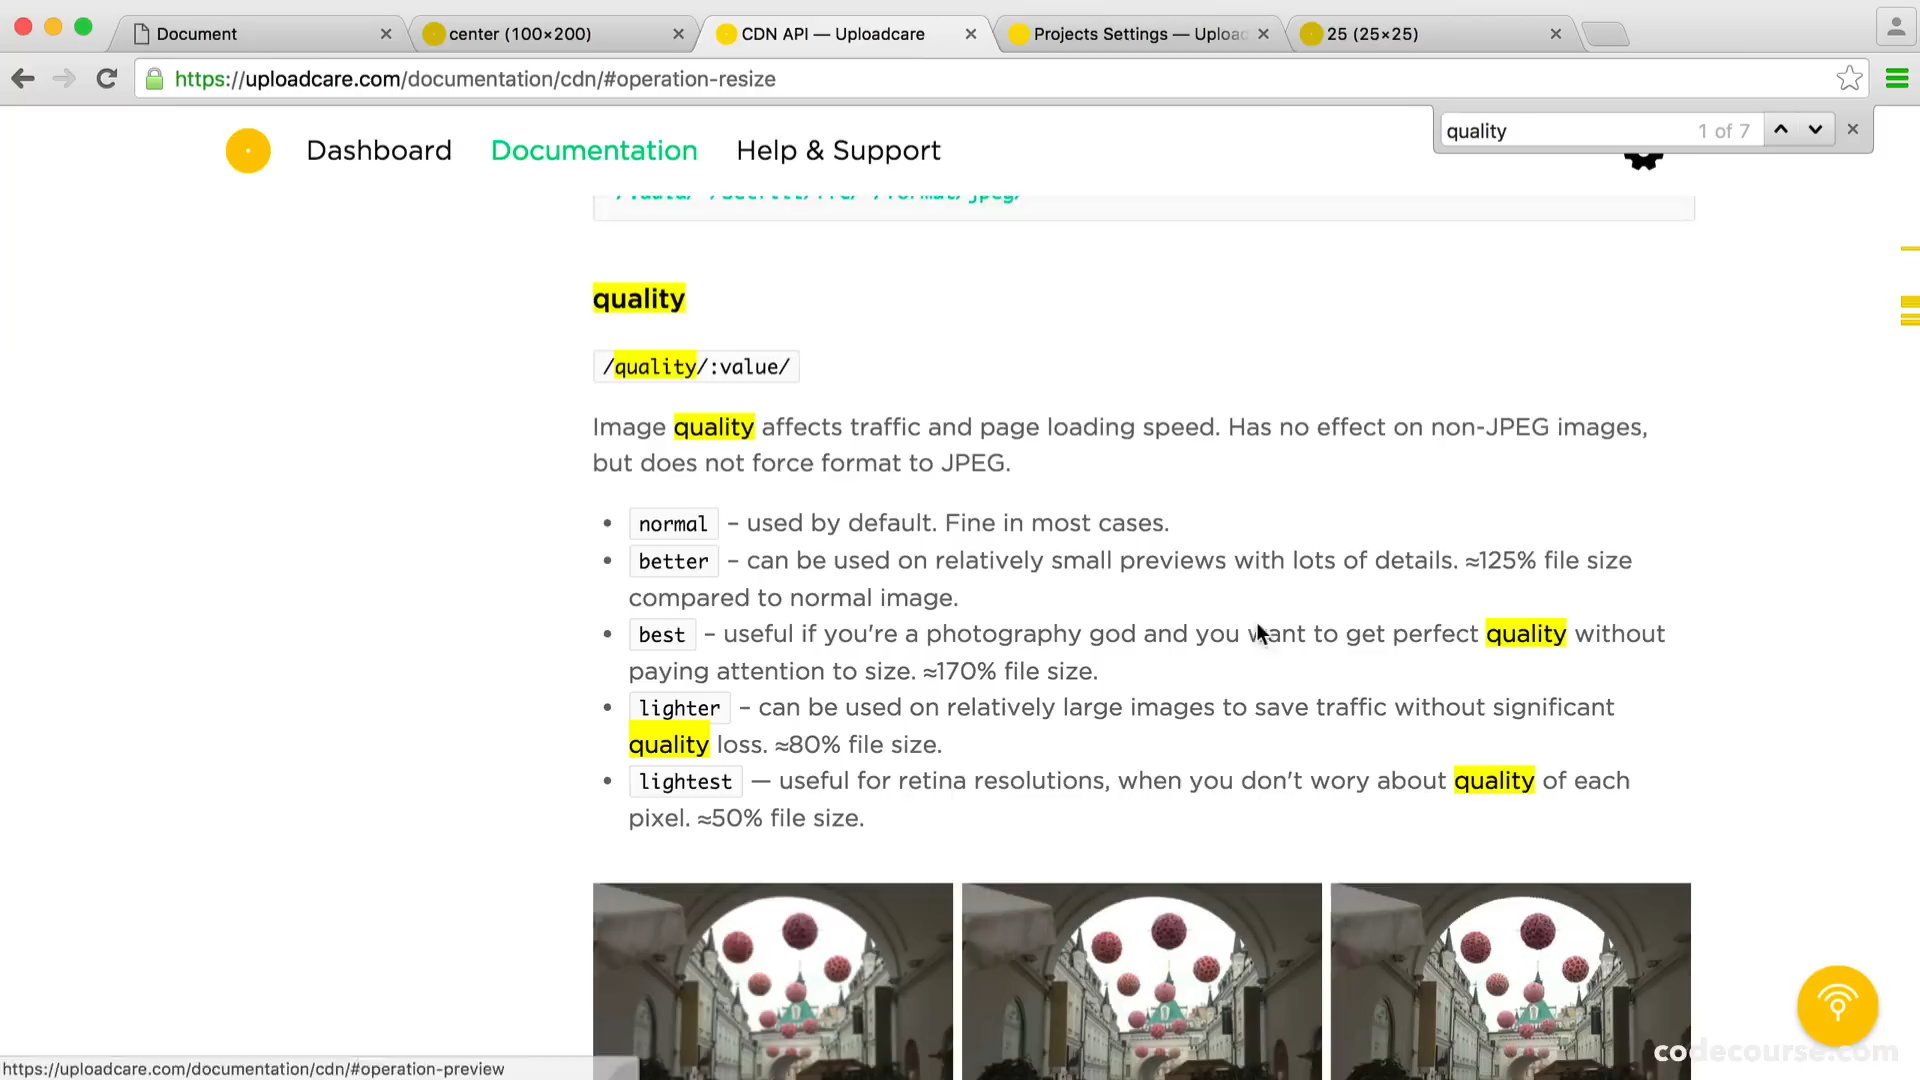 Document
center (100×200)
CDN API — Uploadcare
Projects Settings — Uploa
25 (25×25)
https://uploadcare.com/documentation/cdn/#operation-resize
quality
1 of 7
Dashboard
Documentation
Help & Support
quality
/quality/:value/
Image quality affects traffic and page loading speed. Has no effect on non-JPEG images,
but does not force format to JPEG.
normal – used by default. Fine in most cases.
better – can be used on relatively small previews with lots of details. ≈125% file size
compared to normal image.
best – useful if you're a photography god and you want to get perfect quality without
paying attention to size. ≈170% file size.
lighter – can be used on relatively large images to save traffic without significant
quality loss. ≈80% file size.
lightest — useful for retina resolutions, when you don't wory about quality of each
pixel. ≈50% file size.
https://uploadcare.com/documentation/cdn/#operation-preview
codecourse.com